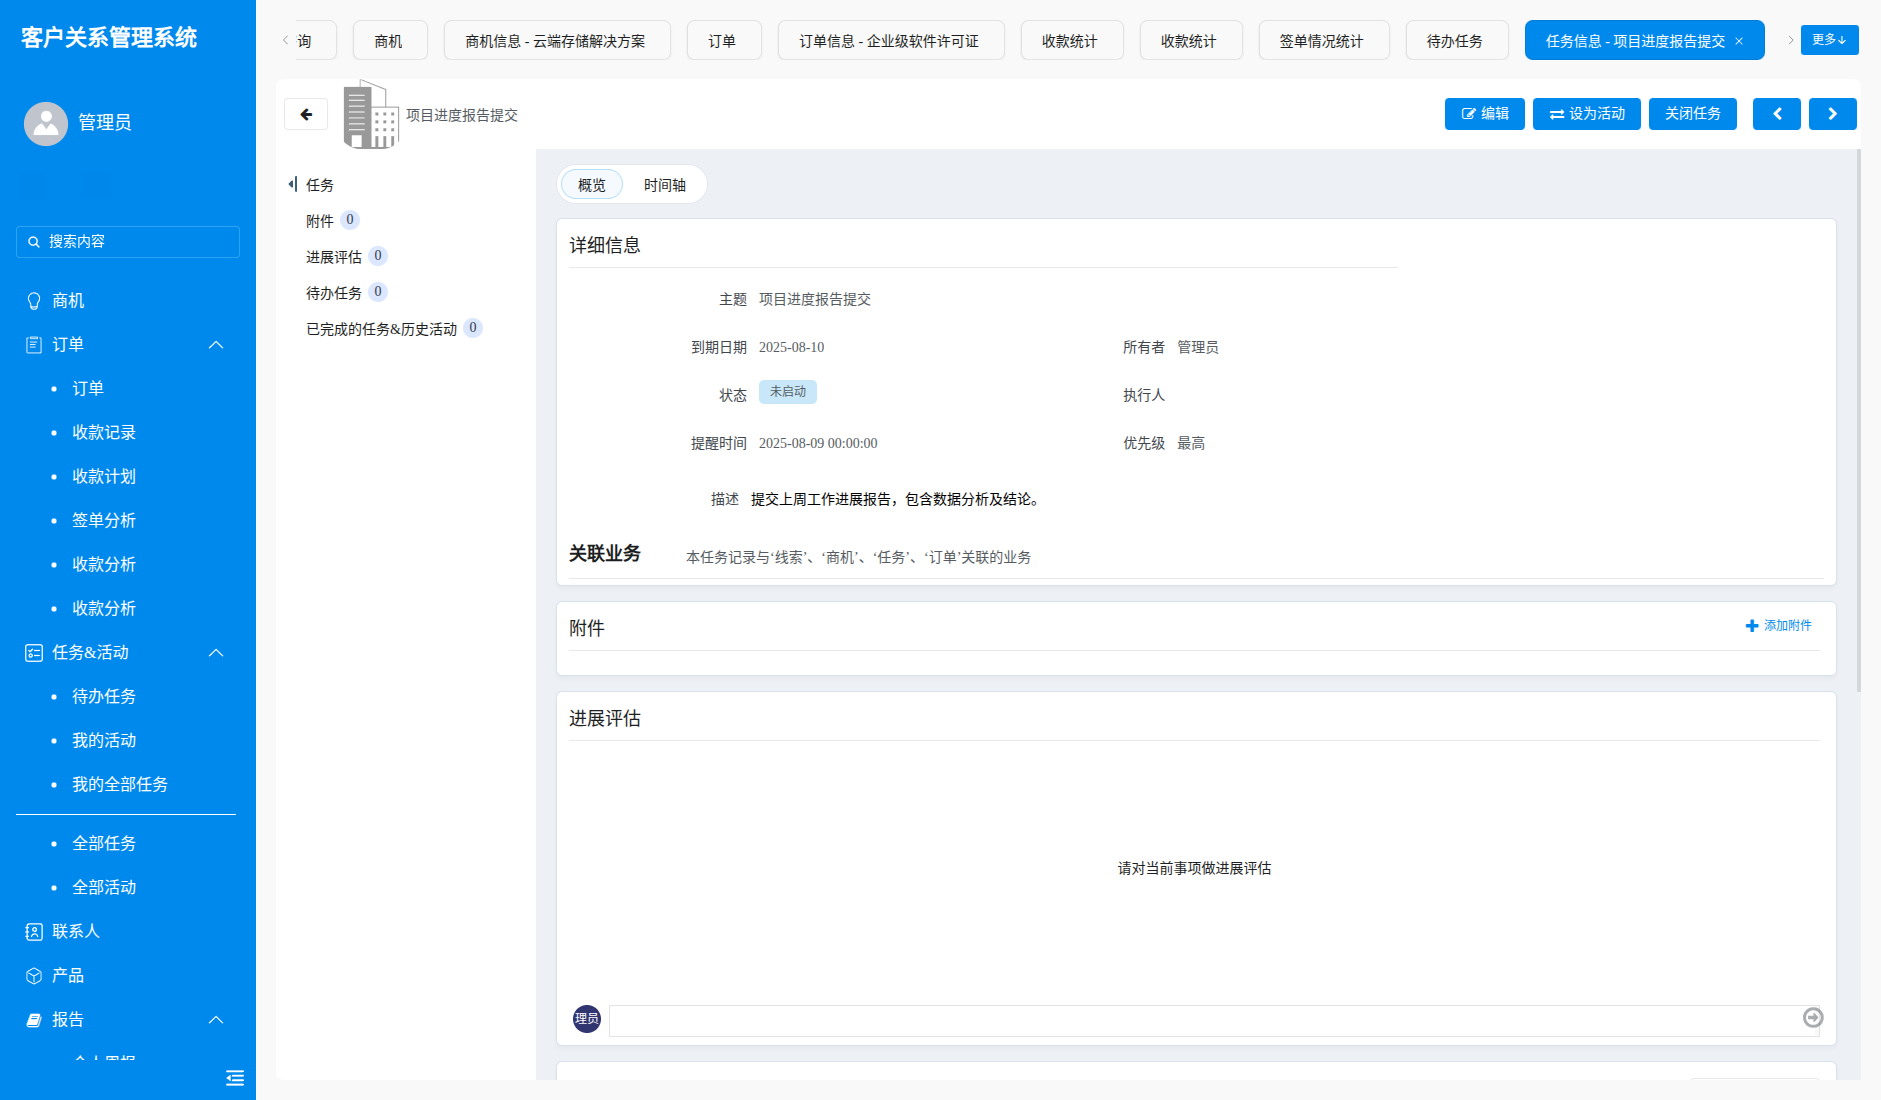 客户关系管理系统
管理员
搜索内容
商机
订单
订单
收款记录
收款计划
签单分析
收款分析
收款分析
任务&活动
待办任务
我的活动
我的全部任务
全部任务
全部活动
联系人
产品
报告
个人周报
询
商机
商机信息 - 云端存储解决方案
订单
订单信息 - 企业级软件许可证
收款统计
收款统计
签单情况统计
待办任务
任务信息 - 项目进度报告提交
更多
项目进度报告提交
编辑
设为活动
关闭任务
任务
附件 0
进展评估 0
待办任务 0
已完成的任务&历史活动 0
概览
时间轴
详细信息
主题 项目进度报告提交
到期日期 2025-08-10
所有者 管理员
状态 未启动
执行人
提醒时间 2025-08-09 00:00:00
优先级 最高
描述 提交上周工作进展报告，包含数据分析及结论。
关联业务 本任务记录与‘线索’、‘商机’、‘任务’、‘订单’关联的业务
附件
添加附件
进展评估
请对当前事项做进展评估
理员